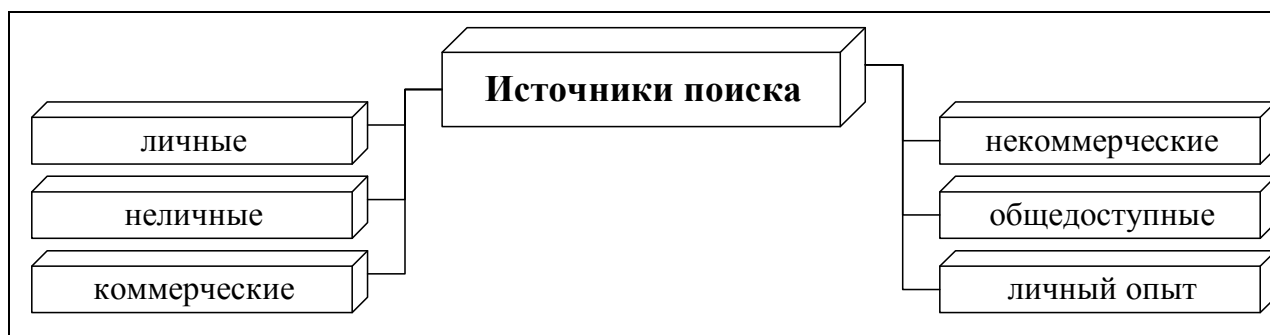 Источники поиска
личные
неличные
коммерческие
некоммерческие
общедоступные
личный опыт